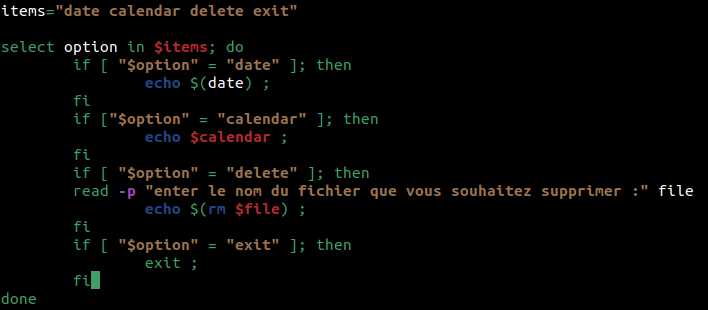 items="date calendar delete exit"
select option in $items; do
if [ "$option" = "date" ]; then
echo $(date) ;
fi
if ["$option" = "calendar" ]; then
echo $calendar ;
fi
if [ "$option" = "delete" ]; then
read -p "enter le nom du fichier que vous souhaitez supprimer :" file
echo $(rm $file) ;
fi
if [ "$option" = "exit" ]; then
exit ;
fi
done